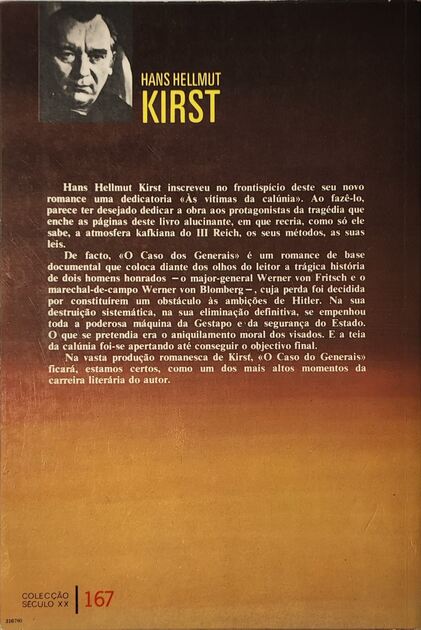 HANS HELLMUT
KIRST
Hans Hellmut Kirst inscreveu no frontispício deste seu novo
romance uma dedicatoria «Às vítimas da calúnia». Ao fazê-lo,
parece ter desejado dedicar a obra aos protagonistas da tragédia que
enche as páginas deste livro alucinante, em que recria, como só ele
sabe, a atmosfera kafkiana do III Reich, os seus métodos, as suas
leis.
De facto, «O Caso dos Generais» é um romance de base
documental que coloca diante dos olhos do leitor a trágica história
de dois homens honrados — o major-general Werner von Fritsch e o
marechal-de-campo Werner von Blomberg —, cuja perda foi decidida
por constituírem um obstáculo às ambições de Hitler. Na sua
destruição sistemática, na sua eliminação definitiva, se empenhou
toda a poderosa máquina da Gestapo e da segurança do Estado.
O que se pretendia era o aniquilamento moral dos visados. E a teia
da calúnia foi-se apertando até conseguir o objectivo final.
Na vasta produção romanesca de Kirst, «O Caso do Generais»
ficará, estamos certos, como um dos mais altos momentos da
carreira literária do autor.
COLECÇÃO
SÉCULO XX
167